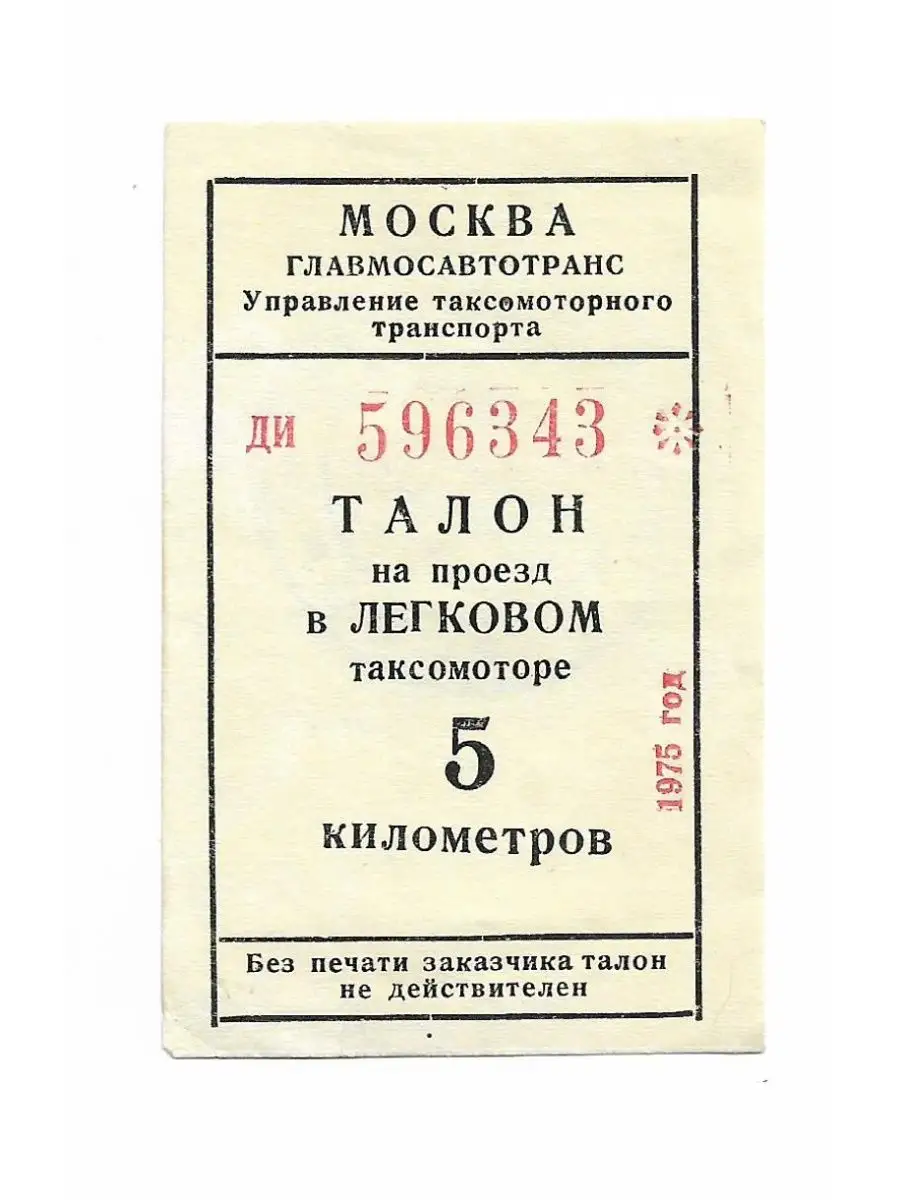 МОСКВА
ГЛАВМОСАВТОТРАНС
Управление таксомоторного
транспорта
ДИ 596343
ТАЛОН
на проезд
в ЛЕГКОВОМ
таксомоторе
5
километров
1975 год
Без печати заказчика талон
не действителен